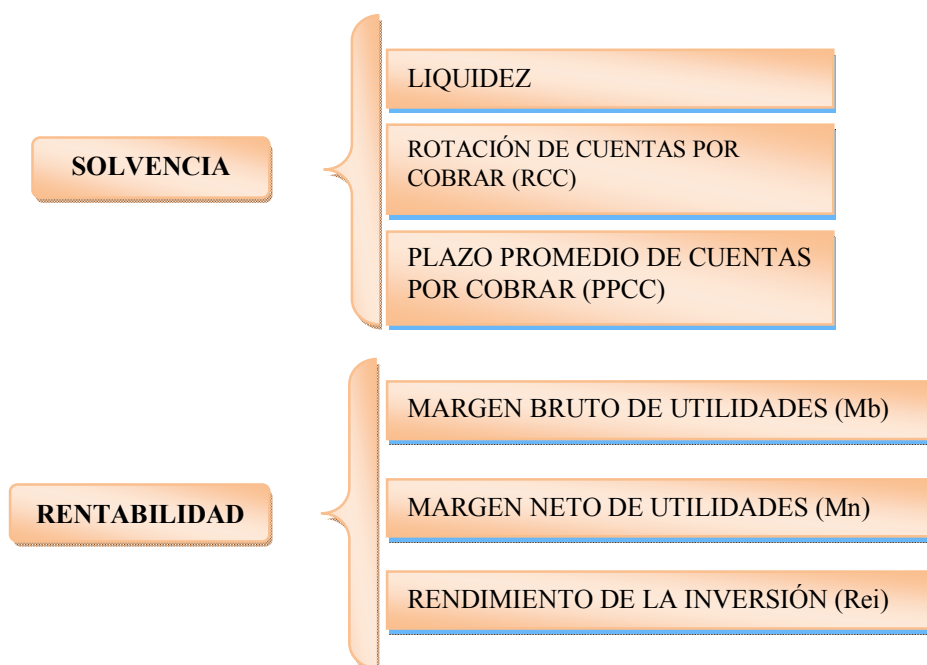 SOLVENCIA
LIQUIDEZ
ROTACIÓN DE CUENTAS POR
COBRAR (RCC)
PLAZO PROMEDIO DE CUENTAS
POR COBRAR (PPCC)
RENTABILIDAD
MARGEN BRUTO DE UTILIDADES (Mb)
MARGEN NETO DE UTILIDADES (Mn)
RENDIMIENTO DE LA INVERSIÓN (Rei)